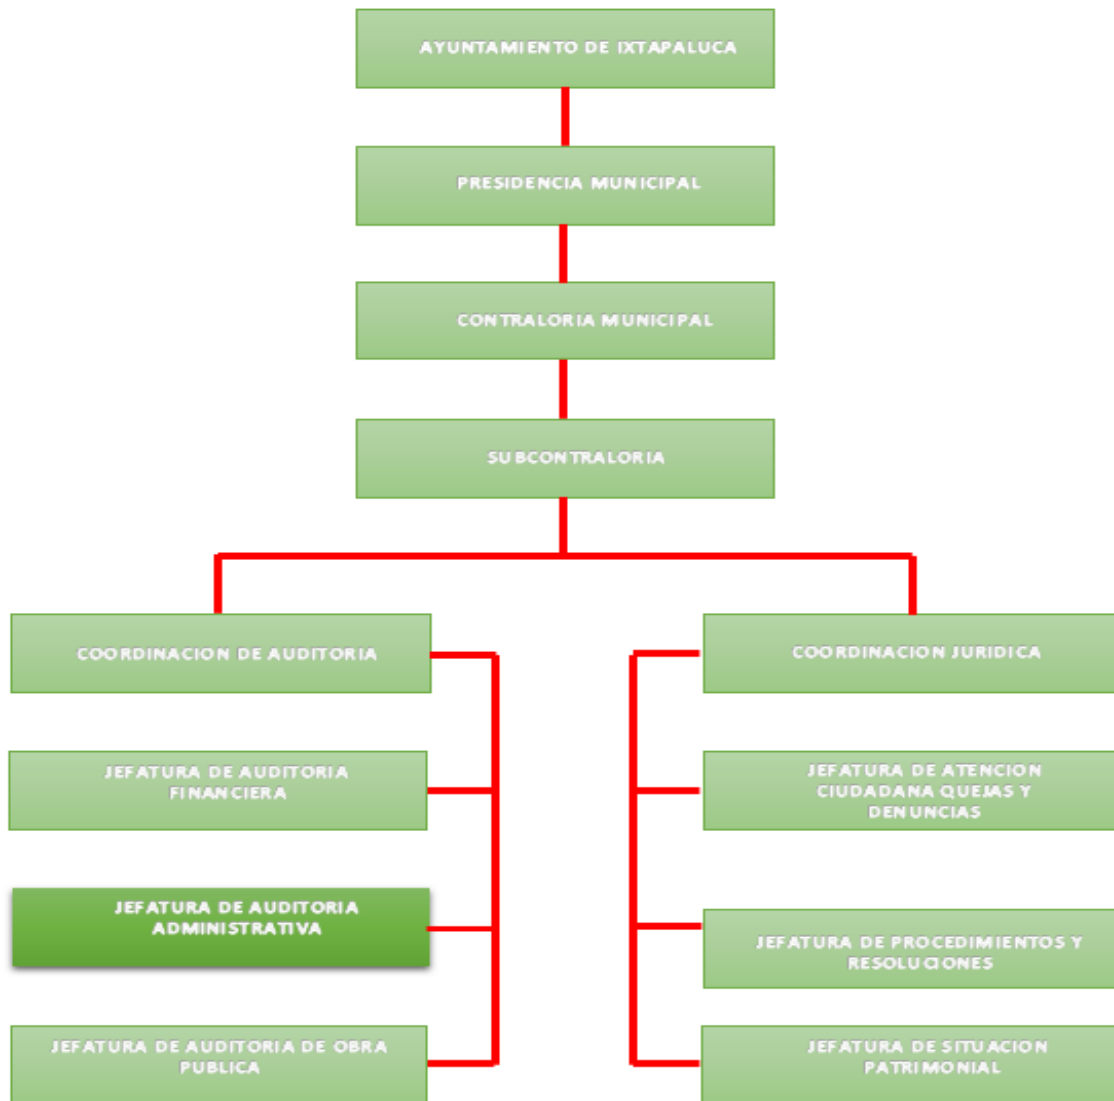 AYUNTAMIENTO DE IXTAPALUCA
PRESIDENCIA MUNICIPAL
CONTRALORIA MUNICIPAL
SUBCONTRALORIA
COORDINACION DE AUDITORIA
JEFATURA DE AUDITORIA
FINANCIERA
JEFATURA DE AUDITORIA
ADMINISTRATIVA
JEFATURA DE AUDITORIA DE OBRA
PUBLICA
COORDINACION JURIDICA
JEFATURA DE ATENCION
CIUDADANA QUEJAS Y
DENUNCIAS
JEFATURA DE PROCEDIMIENTOS Y
RESOLUCIONES
JEFATURA DE SITUACION
PATRIMONIAL